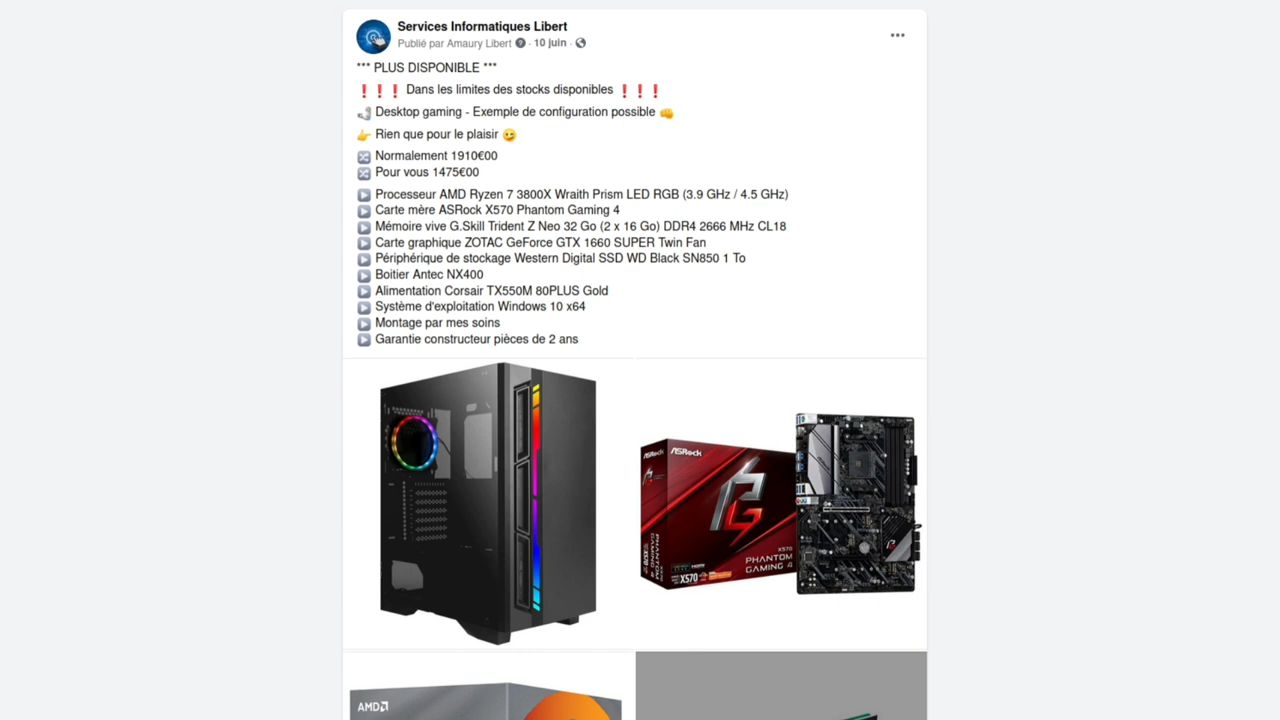 Services Informatiques Libert
Publié par Amaury Libert · 10 juin ·
*** PLUS DISPONIBLE ***
❗❗❗ Dans les limites des stocks disponibles ❗❗❗
Desktop gaming - Exemple de configuration possible 👊
👉 Rien que pour le plaisir 😉
🔀 Normalement 1910€00
🔀 Pour vous 1475€00
▶ Processeur AMD Ryzen 7 3800X Wraith Prism LED RGB (3.9 GHz / 4.5 GHz)
▶ Carte mère ASRock X570 Phantom Gaming 4
▶ Mémoire vive G.Skill Trident Z Neo 32 Go (2 x 16 Go) DDR4 2666 MHz CL18
▶ Carte graphique ZOTAC GeForce GTX 1660 SUPER Twin Fan
▶ Périphérique de stockage Western Digital SSD WD Black SN850 1 To
▶ Boitier Antec NX400
▶ Alimentation Corsair TX550M 80PLUS Gold
▶ Système d'exploitation Windows 10 x64
▶ Montage par mes soins
▶ Garantie constructeur pièces de 2 ans
ASRock
ASRock
X570
PHANTOM
GAMING 4
PHANTOM
GAMING 4
X570
HDMI
AMD